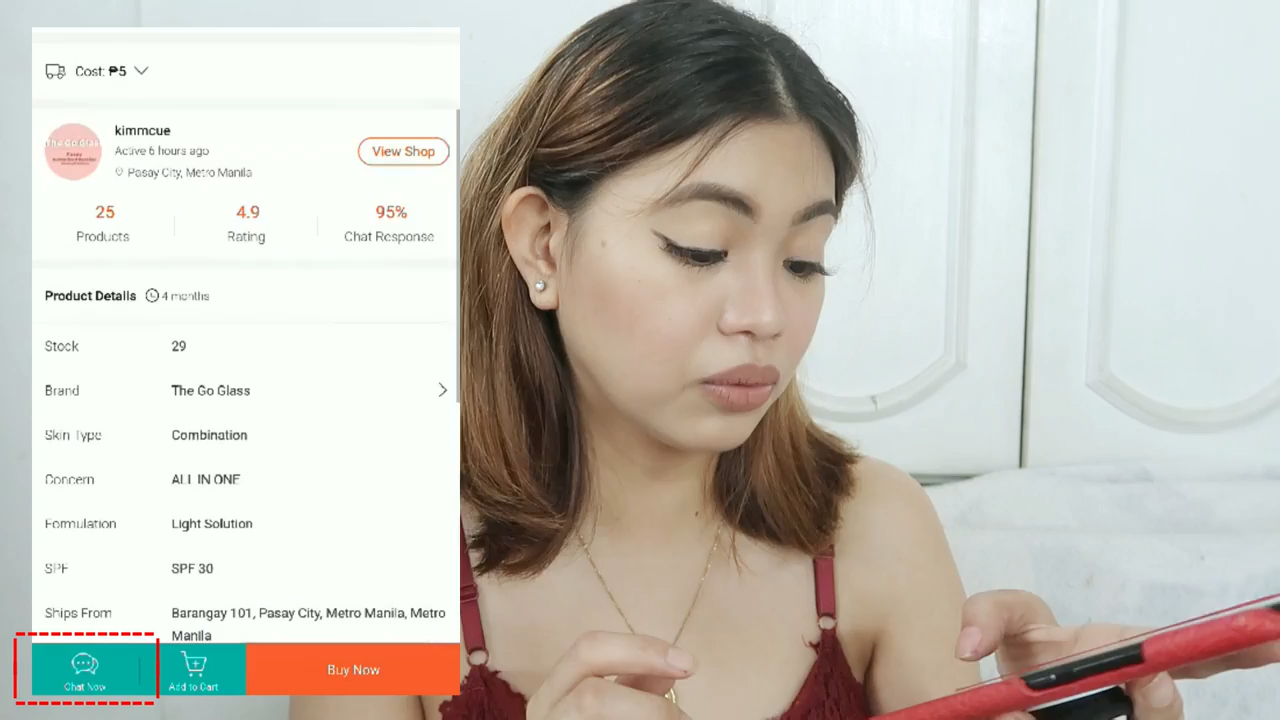 Cost: ₱5
The Go Glass
kimmcue
Active 6 hours ago
View Shop
Pasay City, Metro Manila
25
4.9
95%
Products
Rating
Chat Response
Product Details
4 months
Stock
29
Brand
The Go Glass
Skin Type
Combination
Concern
ALL IN ONE
Formulation
Light Solution
SPF
SPF 30
Ships From
Barangay 101, Pasay City, Metro Manila, Metro
Manila
Chat Now
Add to Cart
Buy Now